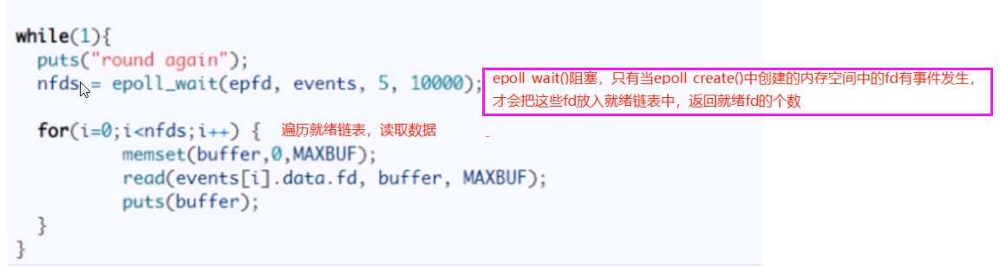 while(1){
puts("round again");
nfds = epoll_wait(epfd, events, 5, 10000);
epoll wait()阻塞，只有当epoll create()中创建的内存空间中的fd有事件发生，
才会把这些fd放入就绪链表中，返回就绪fd的个数
for(i=0;i<nfds;i++) { 遍历就绪链表，读取数据
memset(buffer,0,MAXBUF);
read(events[i].data.fd, buffer, MAXBUF);
puts(buffer);
}
}